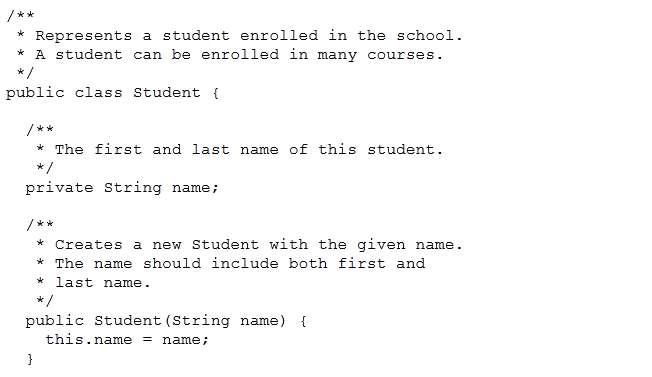 /**
 * Represents a student enrolled in the school.
 * A student can be enrolled in many courses.
 */
public class Student {

  /**
   * The first and last name of this student.
   */
  private String name;

  /**
   * Creates a new Student with the given name.
   * The name should include both first and
   * last name.
   */
  public Student(String name) {
    this.name = name;
  }